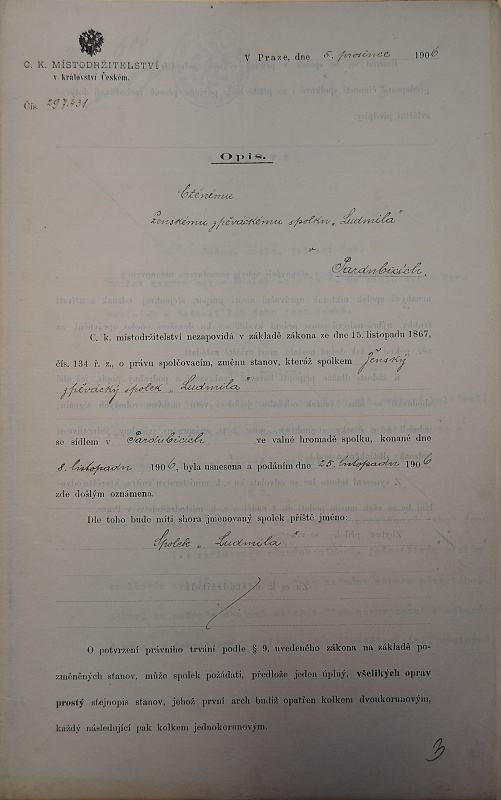 C. K. MÍSTODRŽITELSTVÍ
v království Českém.
V Praze, dne 5. prosince 1906
Čís. 297.431
Opis.
Ctěnému
ženskému zpěváckému spolku „Ludmila“
v
Pardubicích.
C. k. místodržitelství nezapovídá v základě zákona ze dne 15. listopadu 1867,
čís. 134 ř. z., o právu spolčovacím, změnu stanov, kteráž spolkem Ženský
zpěvácký spolek „Ludmila“
se sídlem v Pardubicích ve valné hromadě spolku, konané dne
8. listopadu 1906, byla usnesena a podáním dne 25. listopadu 1906
zde došlým oznámena.
Dle toho bude míti shora jmenovaný spolek příště jméno:
Spolek „Ludmila“
O potvrzení právního trvání podle § 9. uvedeného zákona na základě po-
změněných stanov, může spolek požádati, předlože jeden úplný, všelikých oprav
prostý stejnopis stanov, jehož první arch budiž opatřen kolkem dvoukorunovým,
každý následující pak kolkem jednokorunovým.
3